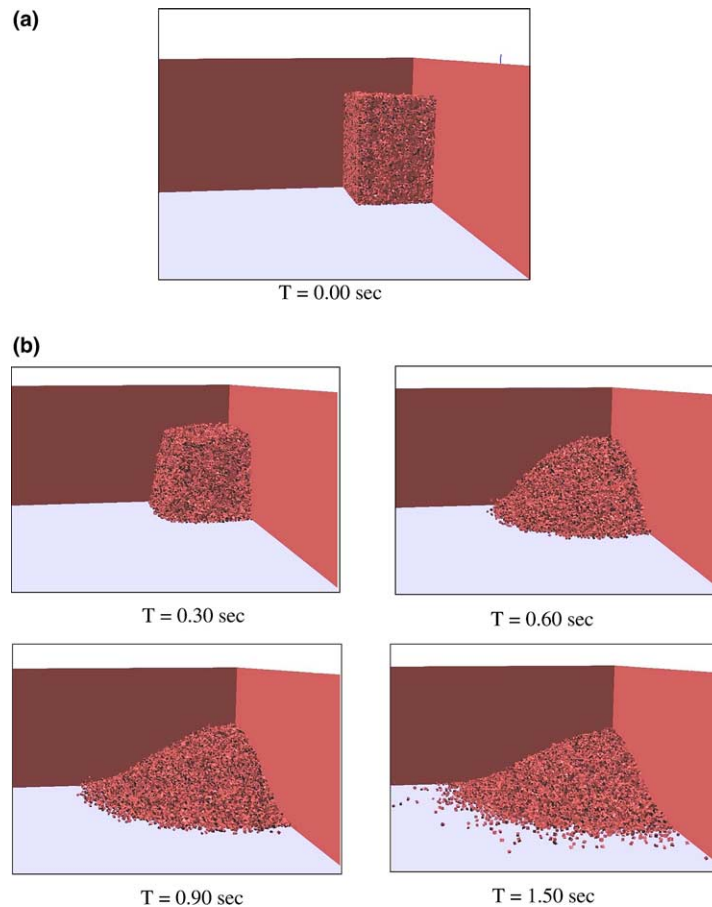 (a)
T = 0.00 sec
(b)
T = 0.30 sec
T = 0.60 sec
T = 0.90 sec
T = 1.50 sec